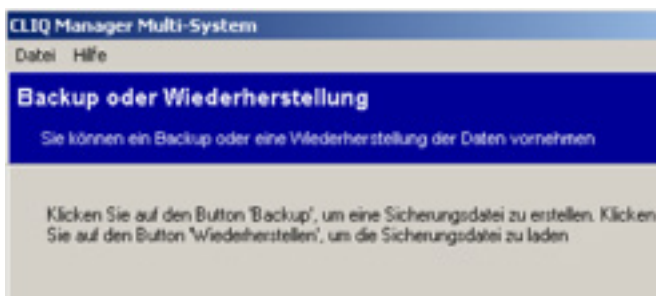 CLIQ Manager Multi-System
Datei Hilfe
Backup oder Wiederherstellung
Sie können ein Backup oder eine Wiederherstellung der Daten vornehmen
Klicken Sie auf den Button 'Backup', um eine Sicherungsdatei zu erstellen. Klicken
Sie auf den Button 'Wiederherstellen', um die Sicherungsdatei zu laden